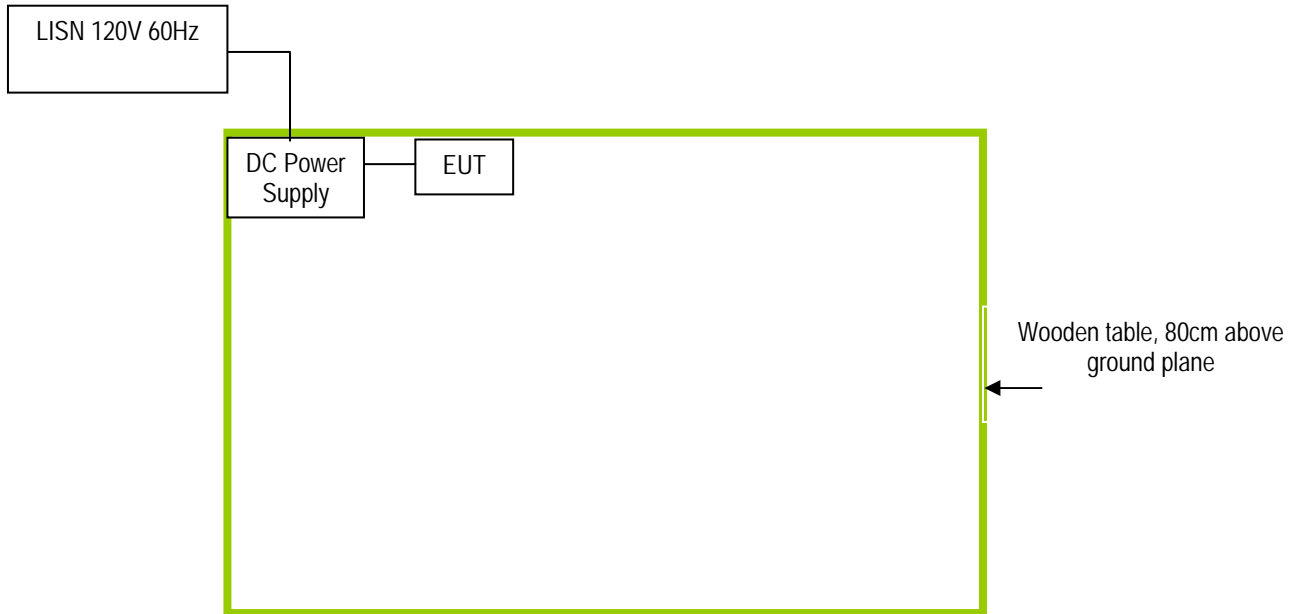 LISN 120V 60Hz
DC Power
Supply
EUT
Wooden table, 80cm above
ground plane